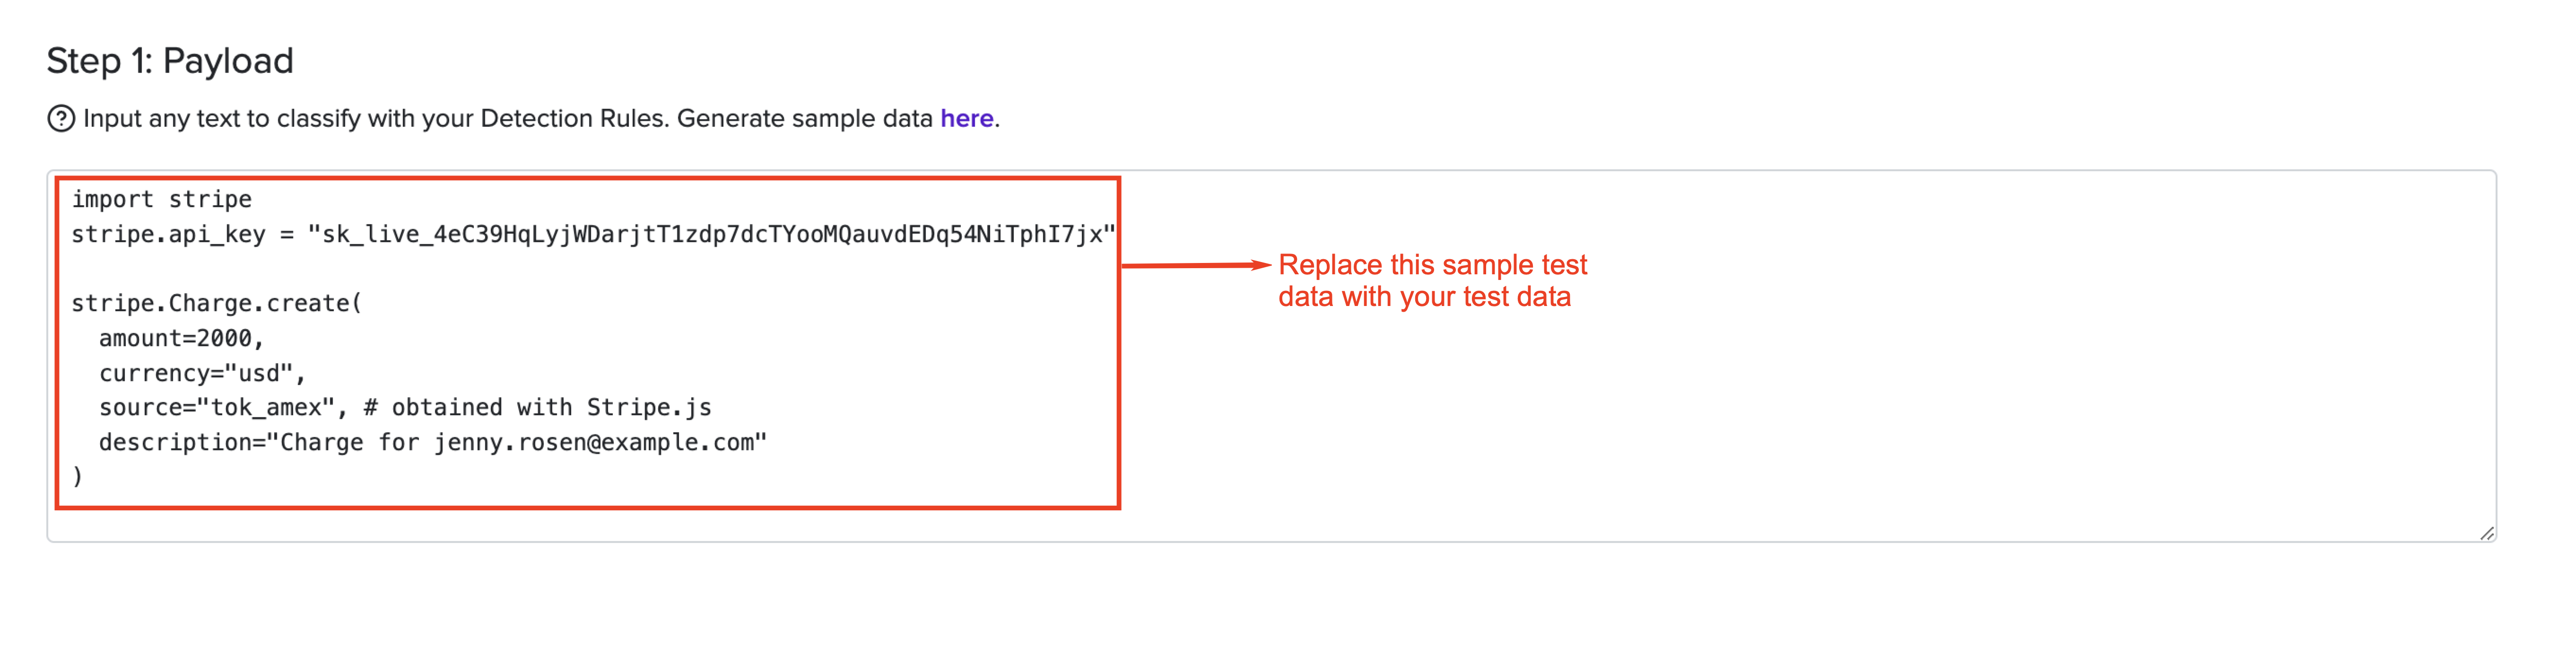 Step 1: Payload
Input any text to classify with your Detection Rules. Generate sample data here.
import stripe
stripe.api_key = "sk_live_4eC39HqLyjWDarjtT1zdp7dcTYooMQauvdEDq54NiTphI7jx"
stripe.Charge.create(
  amount=2000,
  currency="usd",
  source="tok_amex", # obtained with Stripe.js
  description="Charge for jenny.rosen@example.com"
)
Replace this sample test
data with your test data